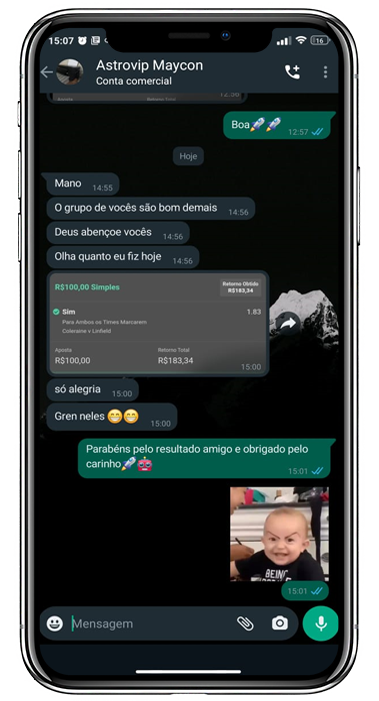 15:07
16
Astrovip Maycon
Conta comercial
Boa🚀🚀 12:57
Hoje
Mano 14:55
O grupo de vocês são bom demais 14:56
Deus abençoe vocês 14:56
Olha quanto eu fiz hoje 14:56
R$100,00 Simples
Retorno Obtido
R$183,34
Sim 1.83
Para Ambos os Times Marcarem
Coleraine v Linfield
Aposta Retorno Total
R$100,00 R$183,34
15:00
só alegria 15:00
Gren neles 😁😁 15:00
Parabéns pelo resultado amigo e obrigado pelo
carinho🚀🤖 15:01
BEING
15:01
Mensagem